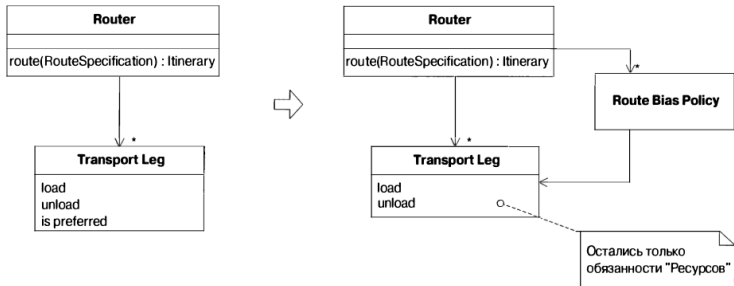 Router
route(RouteSpecification) : Itinerary
*
Transport Leg
load
unload
is preferred
Router
route(RouteSpecification) : Itinerary
*
Route Bias Policy
*
Transport Leg
load
unload
Остались только
обязанности "Ресурсов"